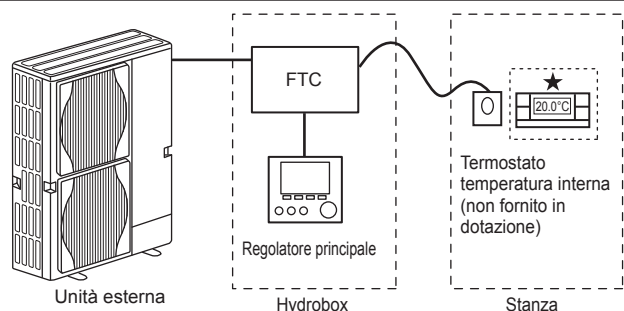 FTC
★
20.0°C
Termostato
temperatura interna
(non fornito in
dotazione)
Regolatore principale
Unità esterna
Hydrobox
Stanza